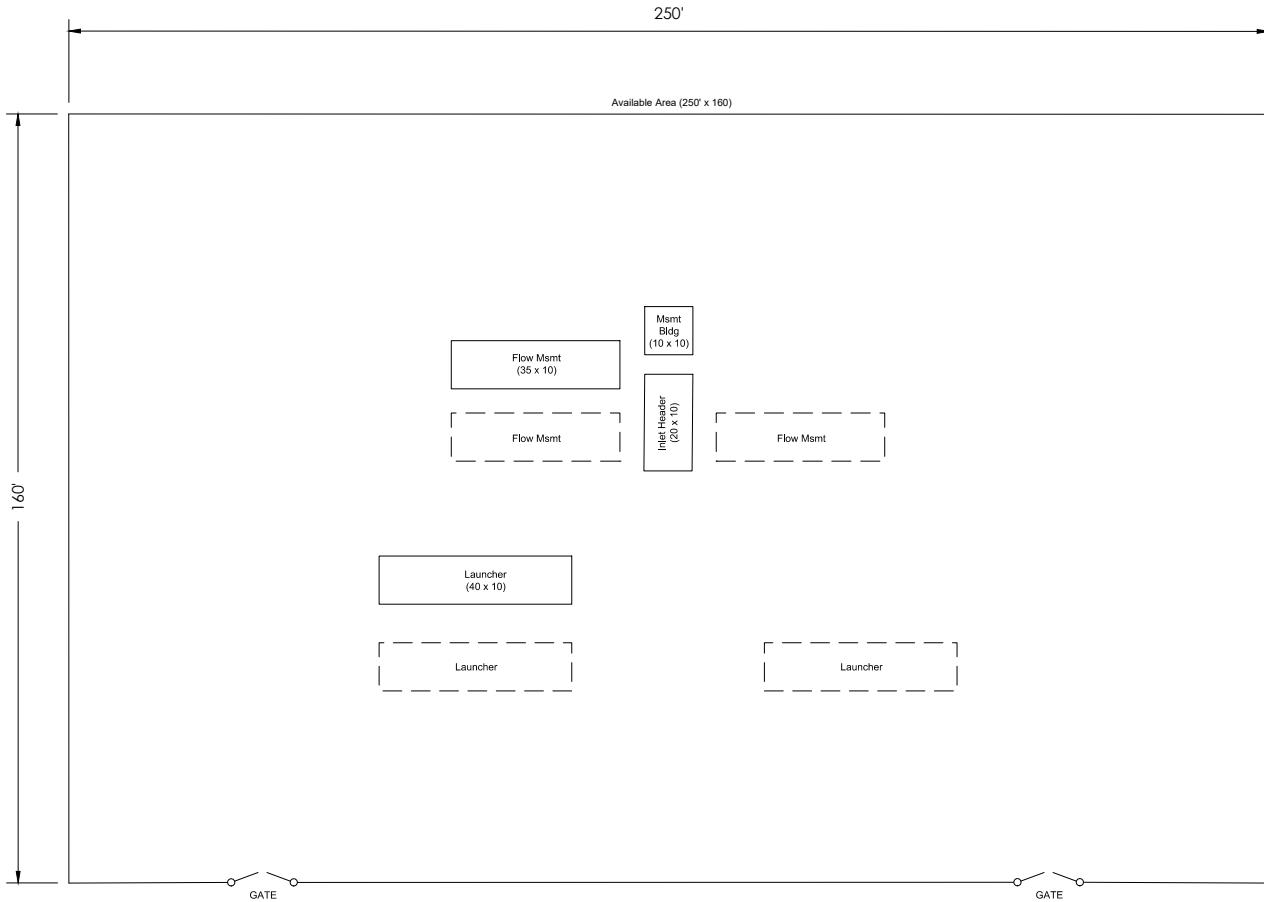 250'
Available Area (250' x 160)
160'
Msmt
Bldg
(10 x 10)
Flow Msmt
(35 x 10)
Inlet Header
(20 x 10)
Flow Msmt
Flow Msmt
Launcher
(40 x 10)
Launcher
Launcher
GATE
GATE